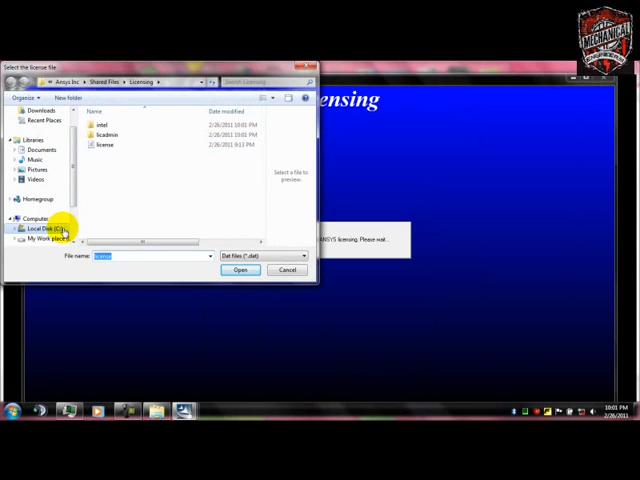 MECHANICAL
Select the license file
Ansys Inc ▸ Shared Files ▸ Licensing ▸
Search Licensing
Organize
New folder
ensing
Downloads
Recent Places
Libraries
Documents
Music
Pictures
Videos
Homegroup
Computer
Local Disk (C:)
My Work place
Name
Date modified
intel
2/26/2011 10:01 PM
licadmin
2/26/2011 10:01 PM
license
2/26/2011 9:13 PM
Select a file to
preview.
ANSYS licensing. Please wait...
File name:
license
Dat files (*.dat)
Open
Cancel
10:01 PM
2/26/2011